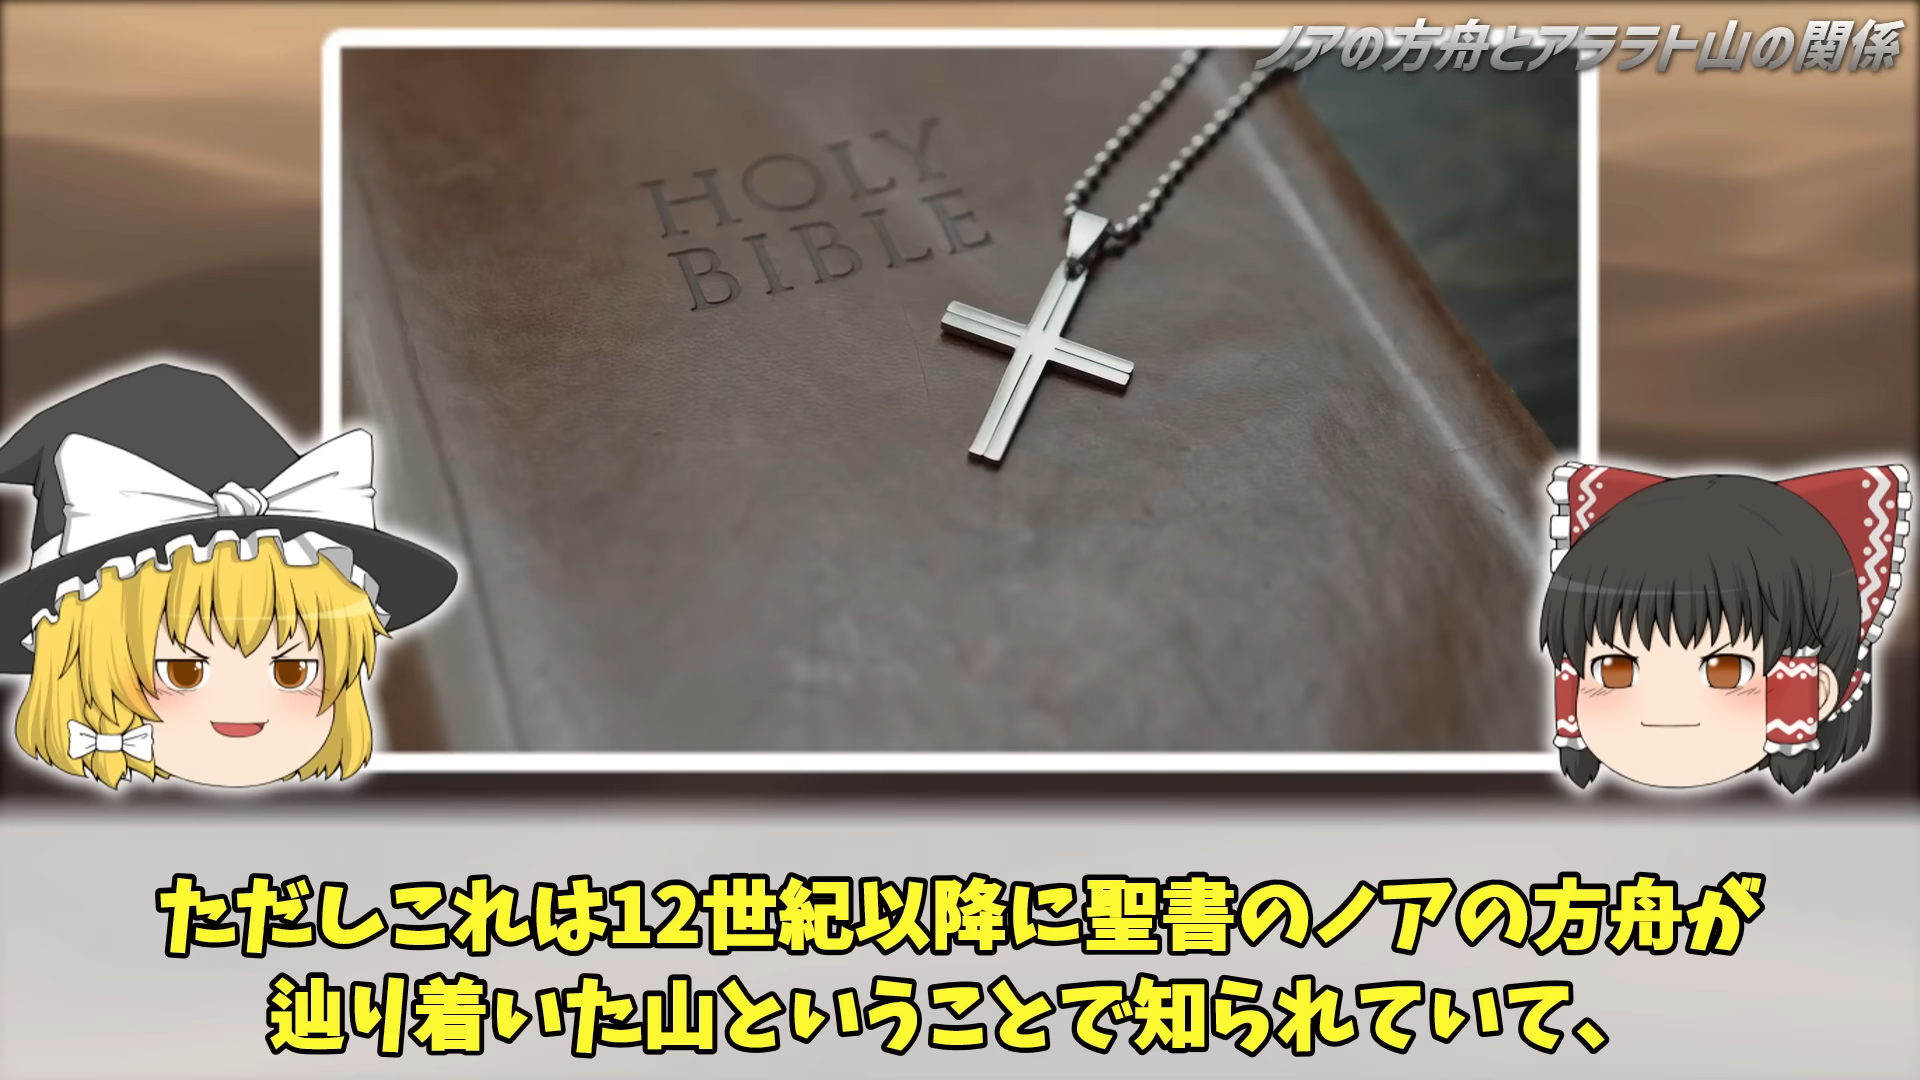 ノアの方舟とアララト山の関係
HOLY
BIBLE
ただしこれは12世紀以降に聖書のノアの方舟が
辿り着いた山ということで知られていて、